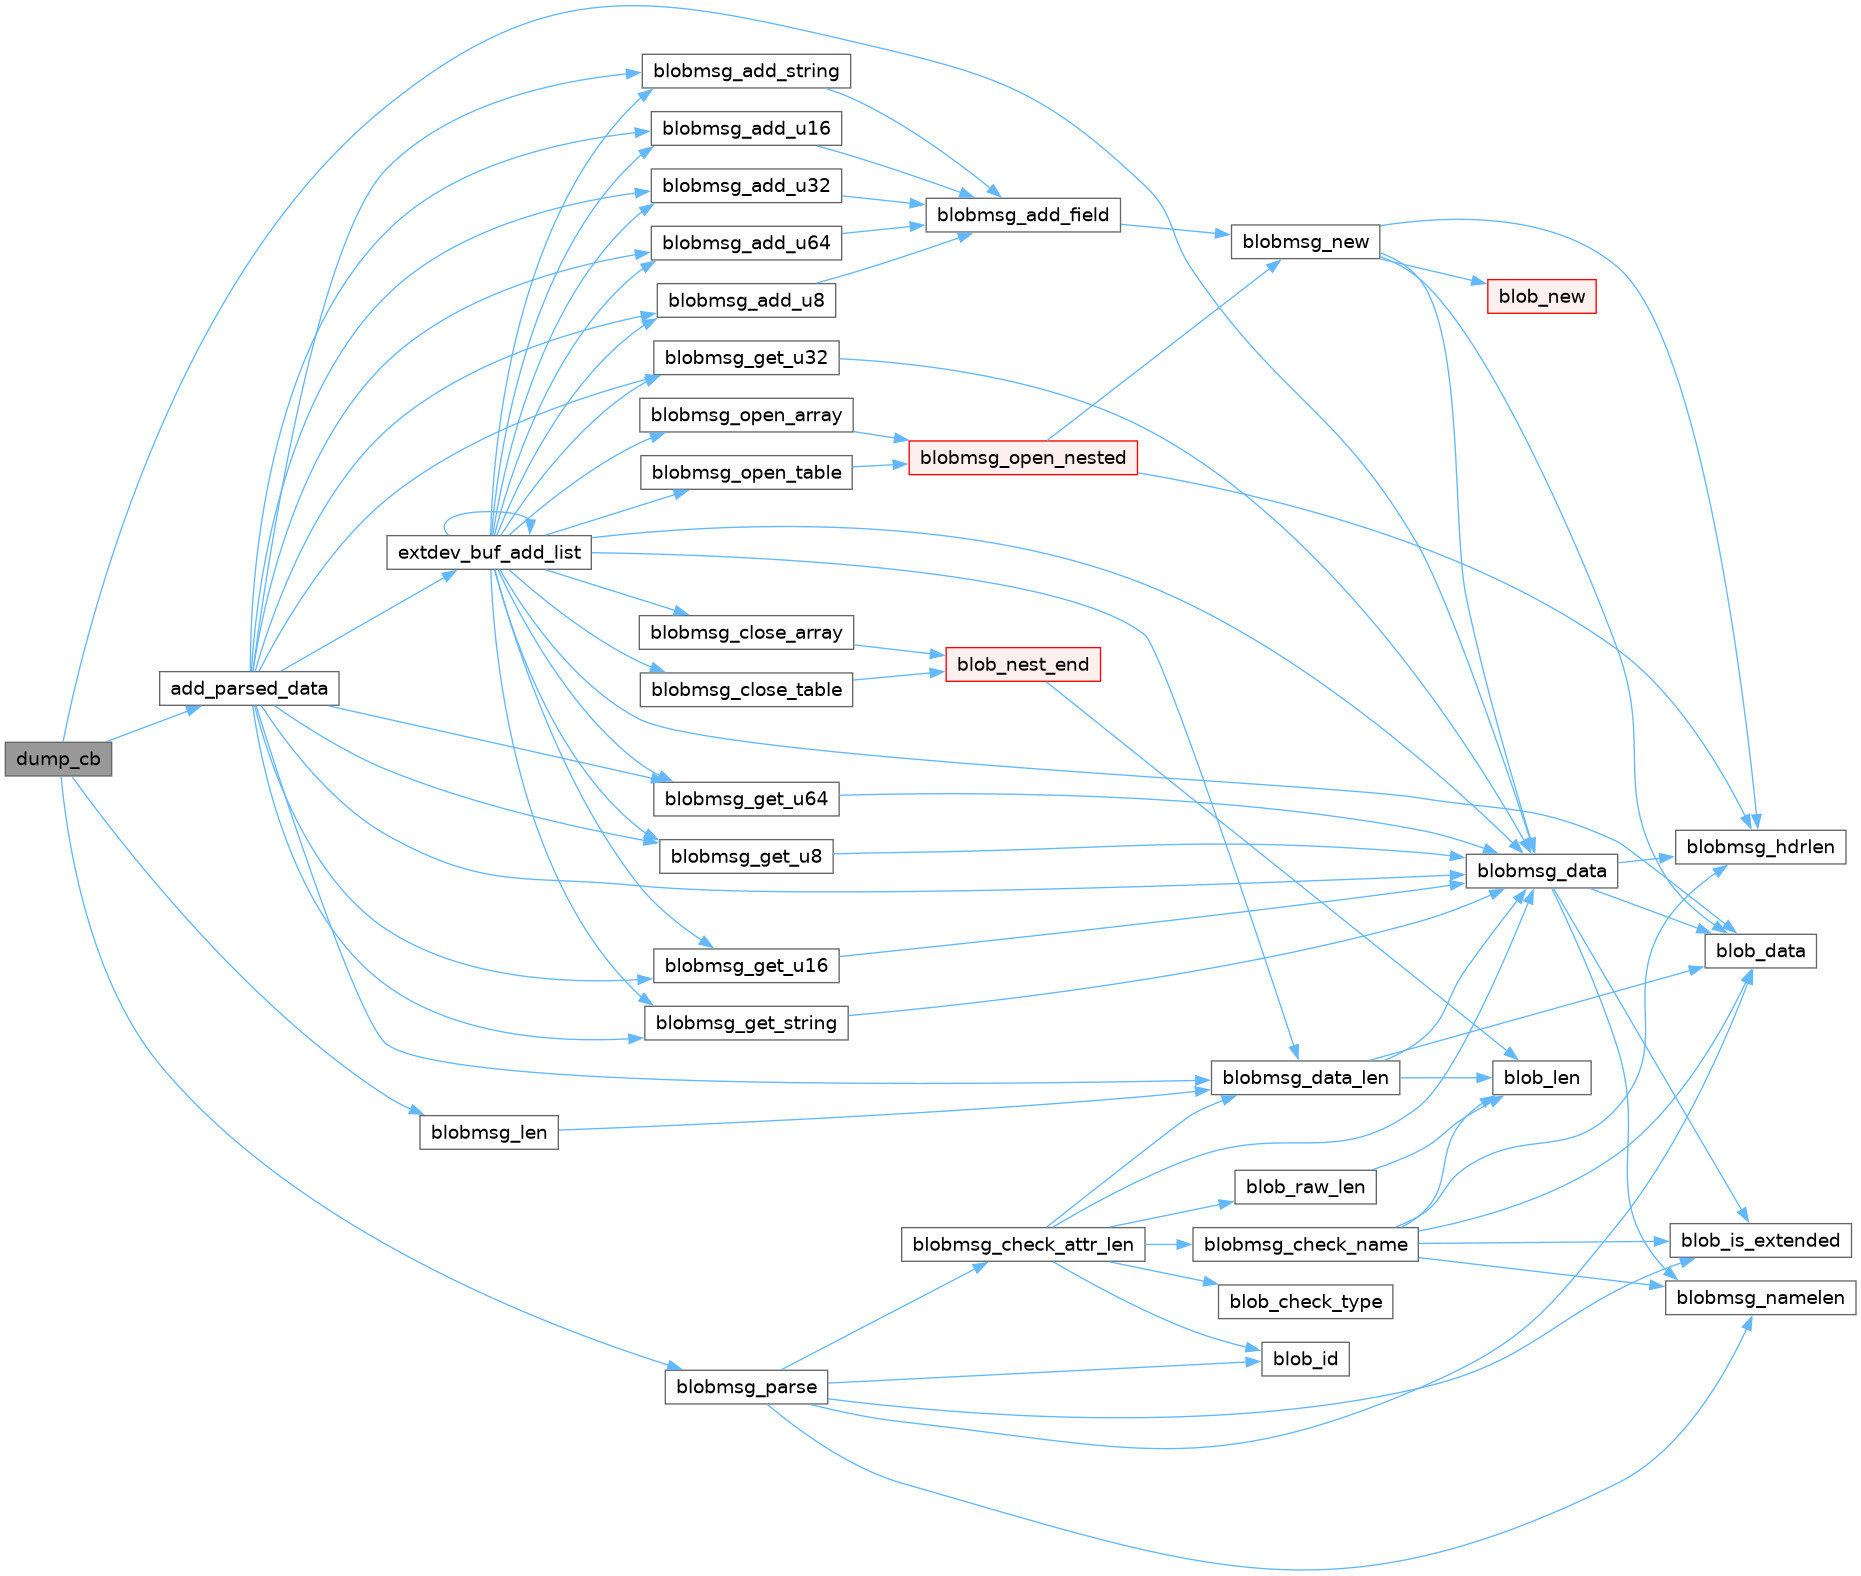 dump_cb
add_parsed_data
extdev_buf_add_list
blobmsg_len
blobmsg_add_string
blobmsg_add_u16
blobmsg_add_u32
blobmsg_add_u64
blobmsg_add_u8
blobmsg_get_u32
blobmsg_open_array
blobmsg_open_table
blobmsg_close_array
blobmsg_close_table
blobmsg_get_u64
blobmsg_get_u8
blobmsg_get_u16
blobmsg_get_string
blobmsg_parse
blobmsg_add_field
blobmsg_open_nested
blob_nest_end
blobmsg_check_attr_len
blobmsg_new
blobmsg_data_len
blob_raw_len
blobmsg_check_name
blob_check_type
blob_id
blob_new
blobmsg_data
blob_len
blobmsg_hdrlen
blob_data
blob_is_extended
blobmsg_namelen